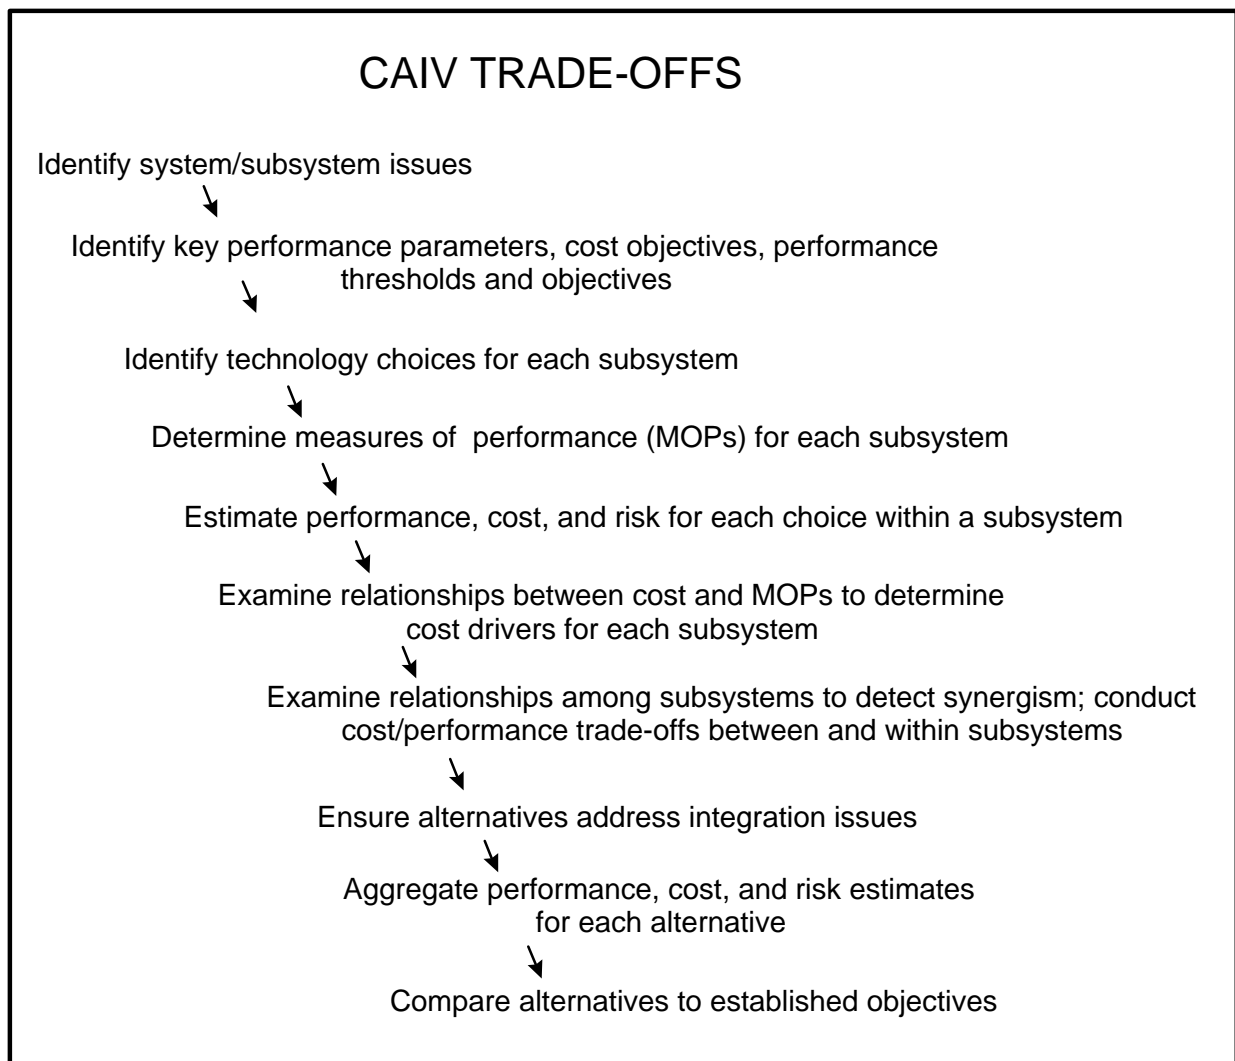 CAIV TRADE-OFFS
Identify system/subsystem issues
Identify key performance parameters, cost objectives, performance
thresholds and objectives
Identify technology choices for each subsystem
Determine measures of  performance (MOPs) for each subsystem
Estimate performance, cost, and risk for each choice within a subsystem
Examine relationships between cost and MOPs to determine
cost drivers for each subsystem
Examine relationships among subsystems to detect synergism; conduct
cost/performance trade-offs between and within subsystems
Ensure alternatives address integration issues
Aggregate performance, cost, and risk estimates
for each alternative
Compare alternatives to established objectives